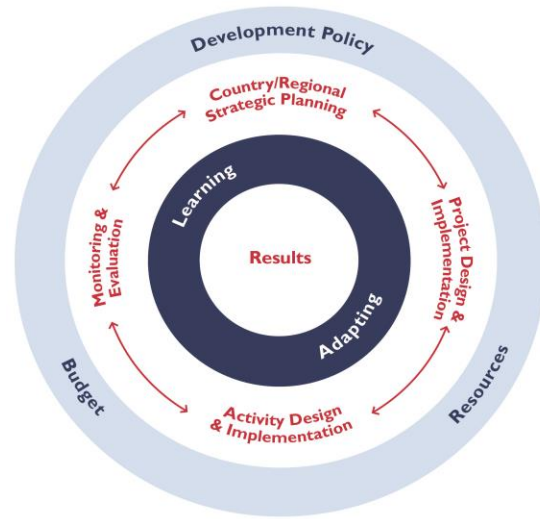 Development Policy
Country/Regional
Strategic Planning
Learning
Monitoring &
Evaluation
Results
Project Design &
Implementation
Adapting
Budget
Resources
Activity Design
& Implementation